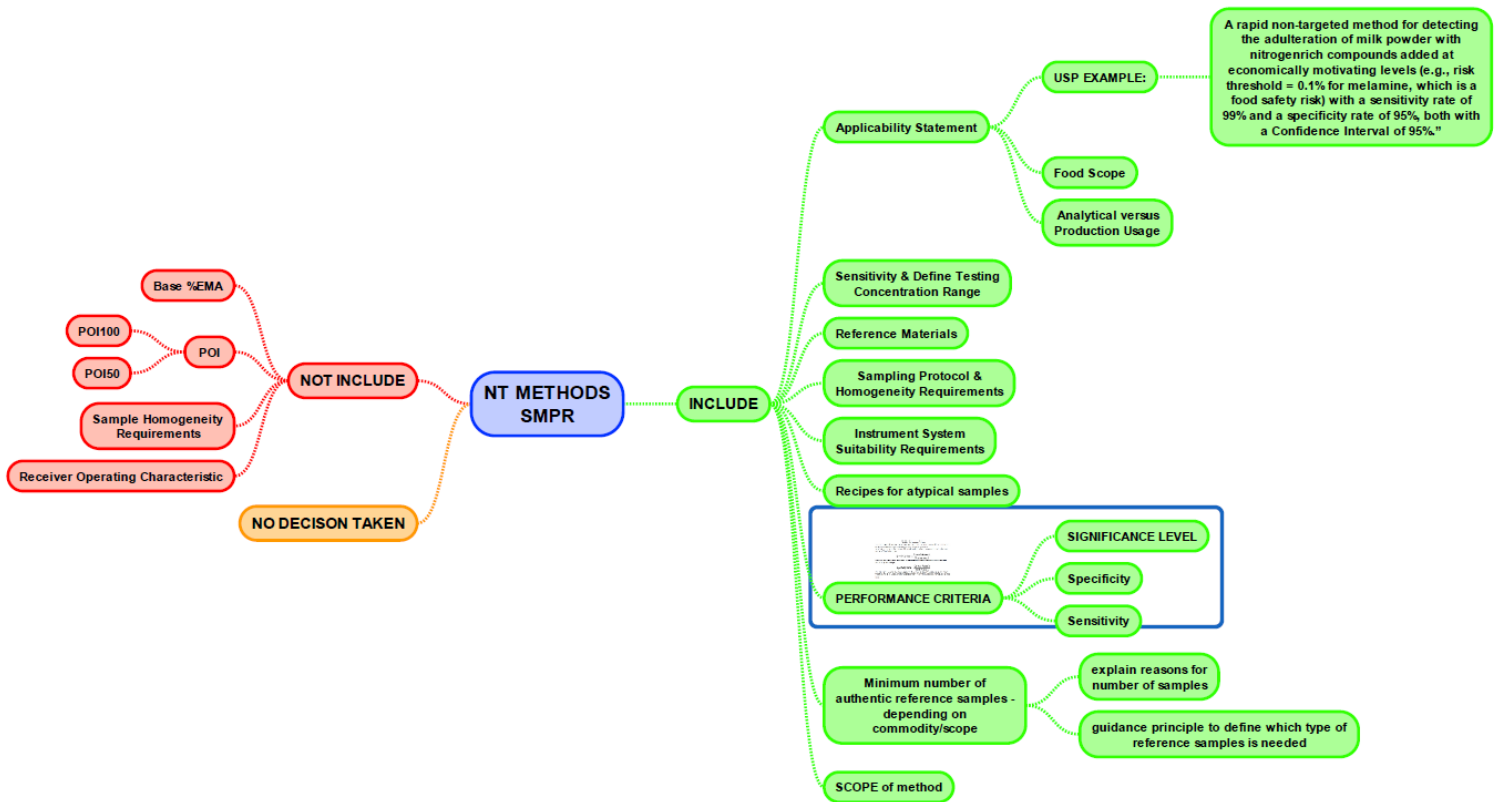 A rapid non-targeted method for detecting
the adulteration of milk powder with
nitrogenrich compounds added at
economically motivating levels (e.g., risk
threshold = 0.1% for melamine, which is a
food safety risk) with a sensitivity rate of
99% and a specificity rate of 95%, both with
a Confidence Interval of 95%.”
USP EXAMPLE:
Applicability Statement
Food Scope
Analytical versus
Production Usage
Sensitivity & Define Testing
Concentration Range
Reference Materials
Sampling Protocol &
Homogeneity Requirements
Instrument System
Suitability Requirements
Recipes for atypical samples
SIGNIFICANCE LEVEL
Specificity
PERFORMANCE CRITERIA
Sensitivity
Minimum number of
authentic reference samples -
depending on
commodity/scope
explain reasons for
number of samples
guidance principle to define which type of
reference samples is needed
SCOPE of method
INCLUDE
NT METHODS
SMPR
NOT INCLUDE
Base %EMA
POI100
POI
POI50
Sample Homogeneity
Requirements
Receiver Operating Characteristic
NO DECISON TAKEN